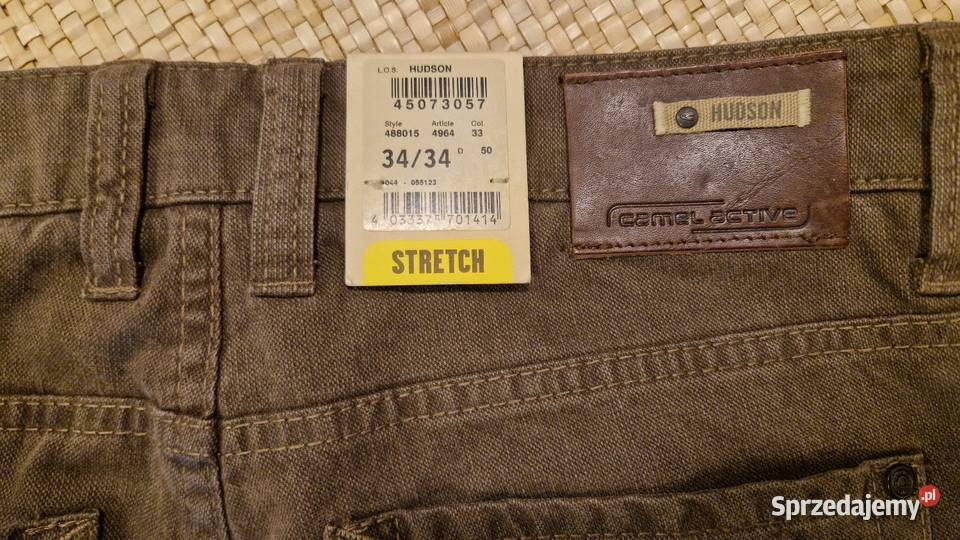 L.O.S. HUDSON
45073057
Style Article Col.
488015 4964 33
34/34 D 50
055123
4 033375 701414
STRETCH
HUDSON
camel active
Sprzedajemy.pl